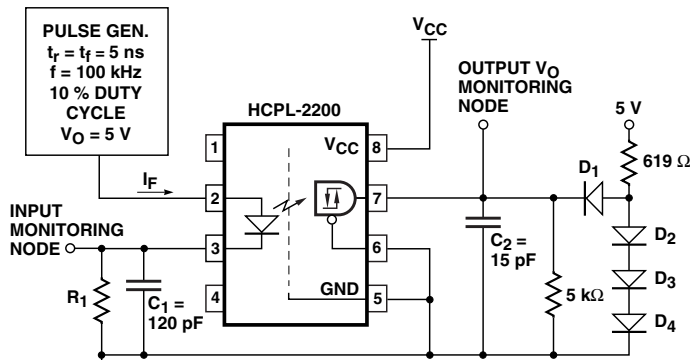 PULSE GEN.
tr = tf = 5 ns
f = 100 kHz
10 % DUTY
CYCLE
VO = 5 V
VCC
OUTPUT VO
MONITORING
NODE
5 V
HCPL-2200
619 Ω
1
VCC
8
D1
IF
2
7
INPUT
MONITORING
NODE
D2
3
6
C2 =
15 pF
D3
R1
C1 =
120 pF
4
GND
5
5 kΩ
D4